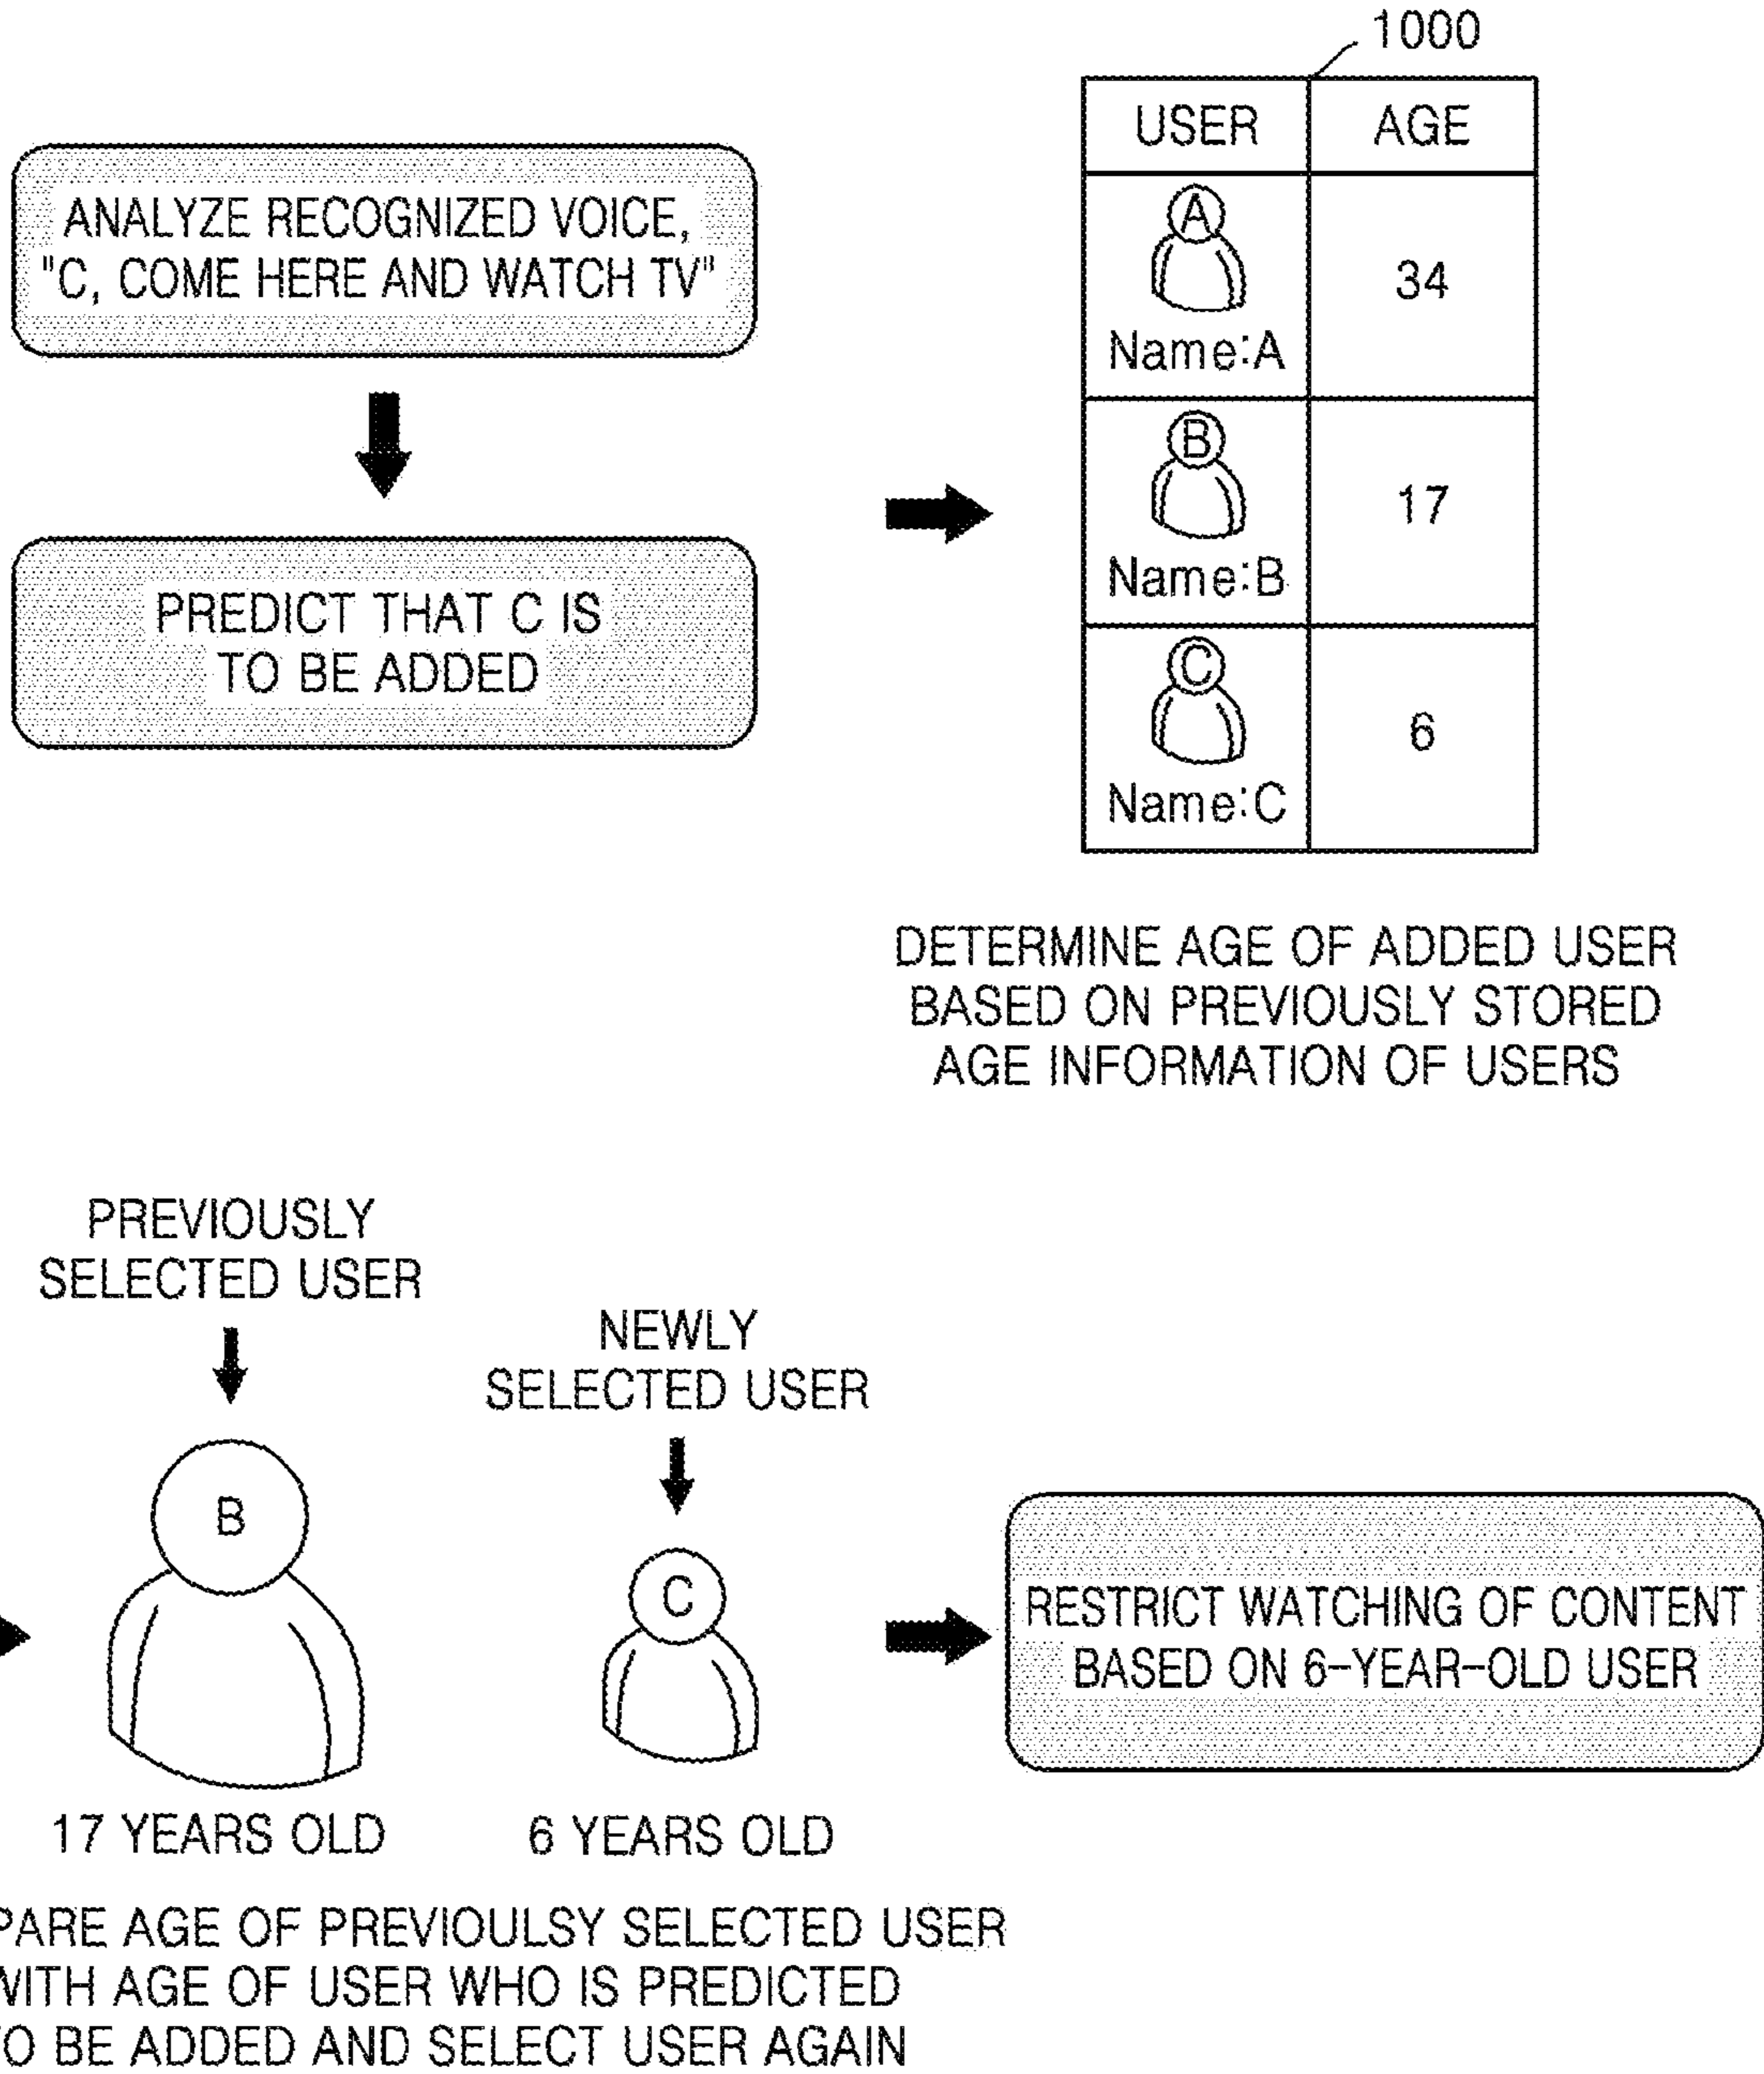 1000
ANALYZE RECOGNIZED VOICE,
"C, COME HERE AND WATCH TV"
PREDICT THAT C IS
TO BE ADDED
USER AGE
A
Name:A
34
B
Name:B
17
C
Name:C
6
DETERMINE AGE OF ADDED USER
BASED ON PREVIOUSLY STORED
AGE INFORMATION OF USERS
PREVIOUSLY
SELECTED USER
B
17 YEARS OLD
NEWLY
SELECTED USER
C
6 YEARS OLD
PARE AGE OF PREVIOULSY SELECTED USER
WITH AGE OF USER WHO IS PREDICTED
TO BE ADDED AND SELECT USER AGAIN
RESTRICT WATCHING OF CONTENT
BASED ON 6-YEAR-OLD USER